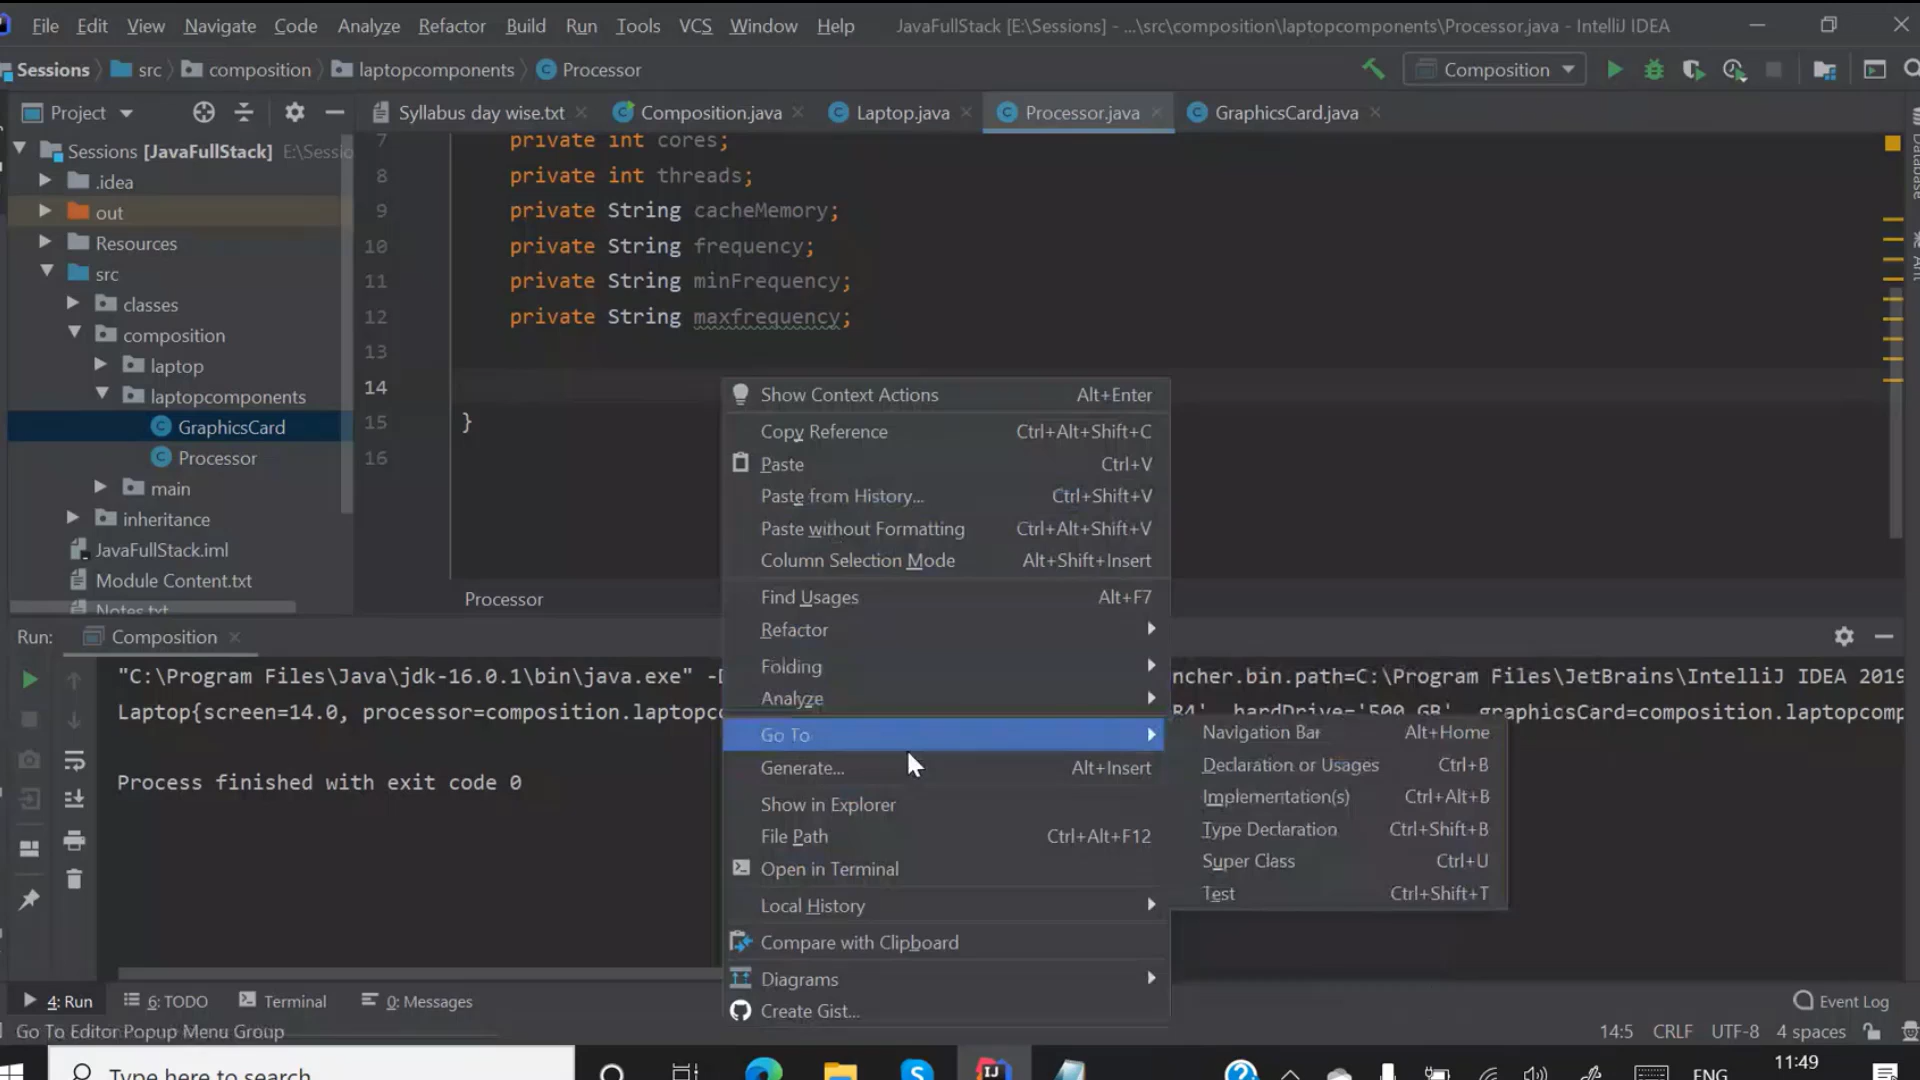 File Edit View Navigate Code Analyze Refactor Build Run Tools VCS Window Help JavaFullStack [E:\Sessions] - ...\src\composition\laptopcomponents\Processor.java - IntelliJ IDEA
Sessions src composition laptopcomponents Processor Composition
Project Syllabus day wise.txt Composition.java Laptop.java Processor.java GraphicsCard.java
Sessions [JavaFullStack] E:\Sessio
.idea
out
Resources
src
classes
composition
laptop
laptopcomponents
GraphicsCard
Processor
main
inheritance
JavaFullStack.iml
Module Content.txt
Notes.txt
7 private int cores;
8 private int threads;
9 private String cacheMemory;
10 private String frequency;
11 private String minFrequency;
12 private String maxfrequency;
13
14
15 }
16
Processor
Database
Ant
Show Context Actions Alt+Enter
Copy Reference Ctrl+Alt+Shift+C
Paste Ctrl+V
Paste from History... Ctrl+Shift+V
Paste without Formatting Ctrl+Alt+Shift+V
Column Selection Mode Alt+Shift+Insert
Find Usages Alt+F7
Refactor
Folding
Analyze
Go To
Generate... Alt+Insert
Show in Explorer
File Path Ctrl+Alt+F12
Open in Terminal
Local History
Compare with Clipboard
Diagrams
Create Gist...
Navigation Bar Alt+Home
Declaration or Usages Ctrl+B
Implementation(s) Ctrl+Alt+B
Type Declaration Ctrl+Shift+B
Super Class Ctrl+U
Test Ctrl+Shift+T
Run: Composition
"C:\Program Files\Java\jdk-16.0.1\bin\java.exe" -D ncher.bin.path=C:\Program Files\JetBrains\IntelliJ IDEA 2019
Laptop{screen=14.0, processor=composition.laptopco R4', hardDrive='500 GB', graphicsCard=composition.laptopcomp
Process finished with exit code 0
4: Run 6: TODO Terminal 0: Messages Event Log
Go To Editor Popup Menu Group 14:5 CRLF UTF-8 4 spaces
Type here to search ENG 11:49